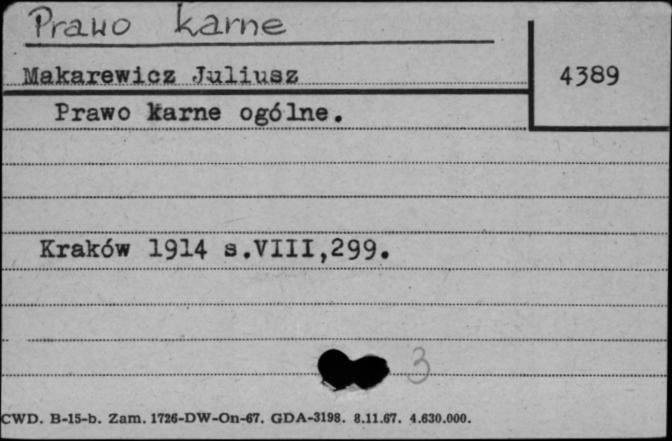 Prawo karne
Makarewicz Juliusz
4389
Prawo karne ogólne.
Kraków 1914 s.VIII,299.
3
CWD. B-15-b. Zam. 1726-DW-On-67. GDA-3198. 8.11.67. 4.630.000.